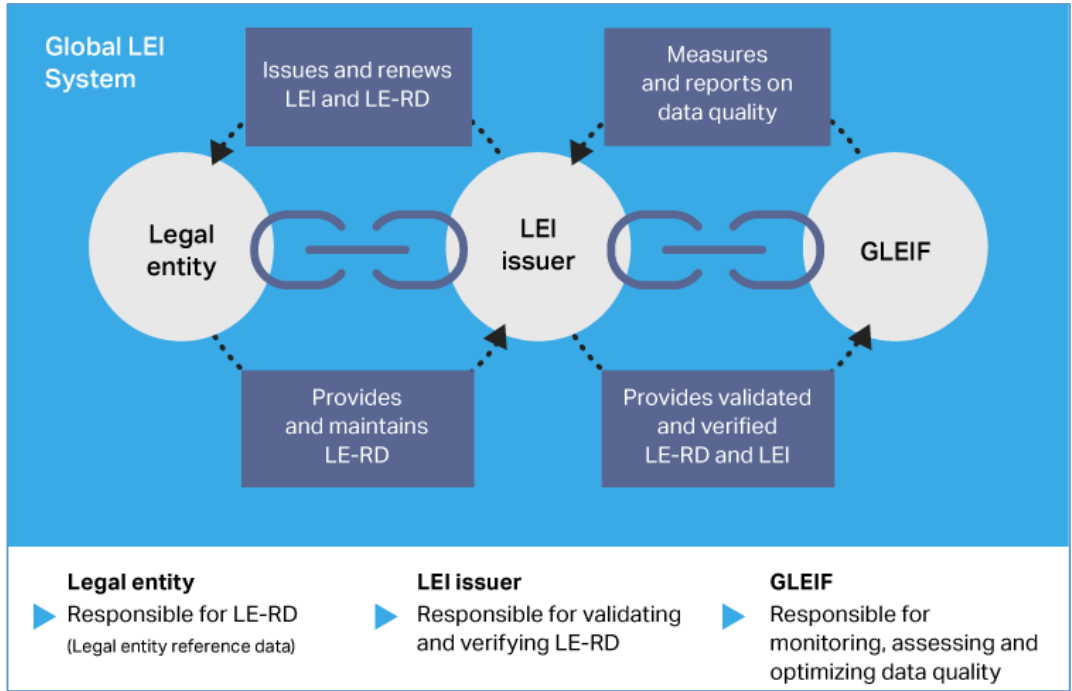 Global LEI
System
Issues and renews
LEI and LE-RD
Measures
and reports on
data quality
Legal
entity
LEI
issuer
GLEIF
Provides
and maintains
LE-RD
Provides validated
and verified
LE-RD and LEI
Legal entity
Responsible for LE-RD
(Legal entity reference data)
LEI issuer
Responsible for validating
and verifying LE-RD
GLEIF
Responsible for
monitoring, assessing and
optimizing data quality